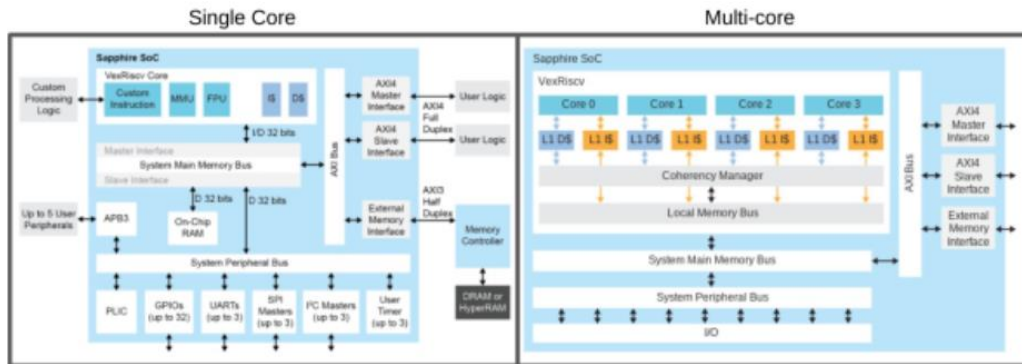 Single Core
Sapphire SoC
VexRiscv Core
Custom
Processing
Logic
Custom
Instruction
MMU
FPU
I$
D$
I/D 32 bits
Master Interface
System Main Memory Bus
Slave Interface
D 32 bits
D 32 bits
AXI Bus
AXI4
Master
Interface
AXI4
Slave
Interface
AXI4
Full
Duplex
User Logic
User Logic
AXI3
Half
Duplex
External
Memory
Interface
Memory
Controller
DRAM or
HyperRAM
Up to 5 User
Peripherals
APB3
On-Chip
RAM
System Peripheral Bus
PLIC
GPIOs
(up to 32)
UARTs
(up to 3)
SPI
Masters
(up to 3)
I²C Masters
(up to 3)
User
Timer
(up to 3)
Multi-core
Sapphire SoC
VexRiscv
Core 0
Core 1
Core 2
Core 3
L1 D$
L1 I$
L1 D$
L1 I$
L1 D$
L1 I$
L1 D$
L1 I$
Coherency Manager
Local Memory Bus
System Main Memory Bus
System Peripheral Bus
I/O
AXI Bus
AXI4
Master
Interface
AXI4
Slave
Interface
External
Memory
Interface